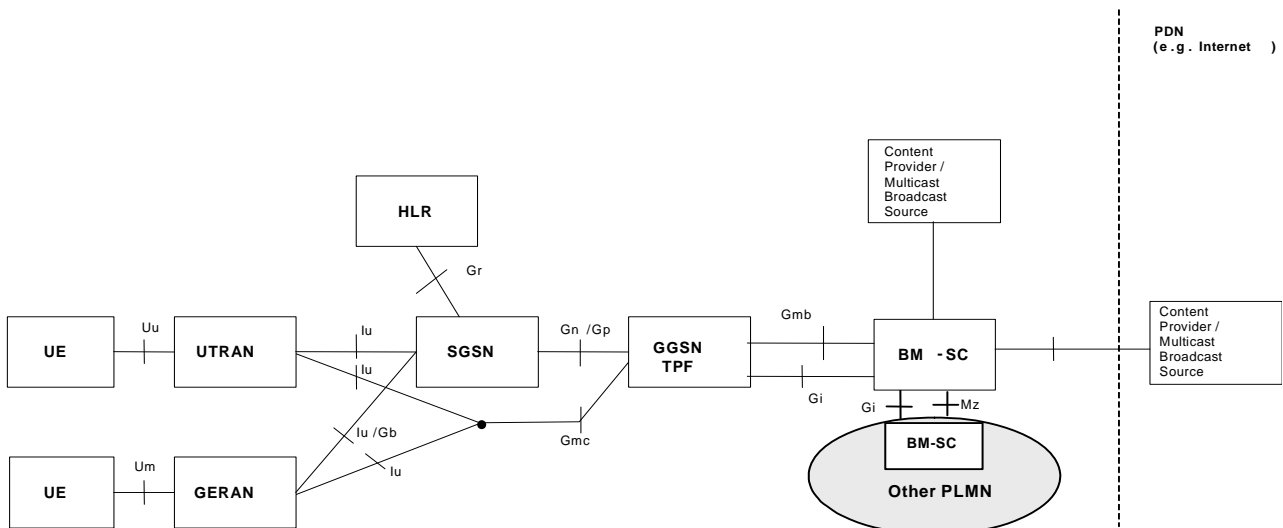 PDN
(e.g. Internet )
Content
Provider /
Multicast
Broadcast
Source
HLR
Gr
Content
Provider /
Multicast
Broadcast
Source
Uu
Iu
Gn /Gp
Gmb
UE
UTRAN
SGSN
GGSN
TPF
BM -SC
Iu
Gi
Gi
Mz
Iu /Gb
Gmc
BM-SC
Um
Iu
UE
GERAN
Other PLMN